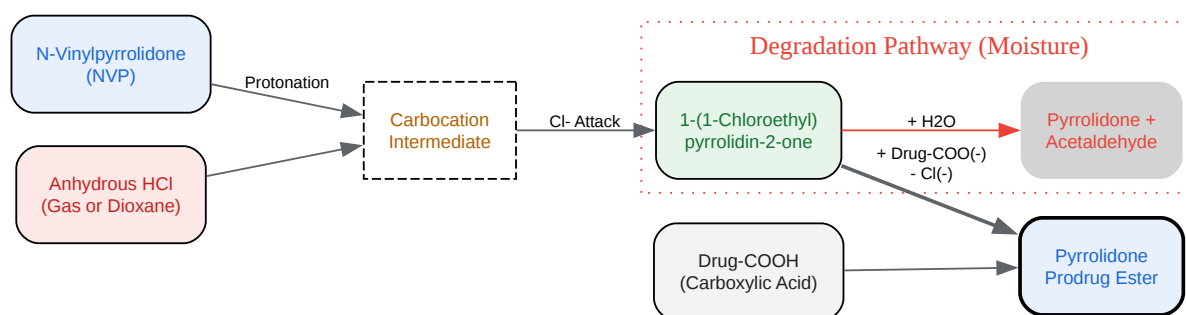 N-Vinylpyrrolidone
(NVP)
Anhydrous HCl
(Gas or Dioxane)
Protonation
Carbocation
Intermediate
Cl- Attack
Degradation Pathway (Moisture)
1-(1-Chloroethyl)
pyrrolidin-2-one
+ H2O
Pyrrolidone +
Acetaldehyde
+ Drug-COO(-)
- Cl(-)
Drug-COOH
(Carboxylic Acid)
Pyrrolidone
Prodrug Ester